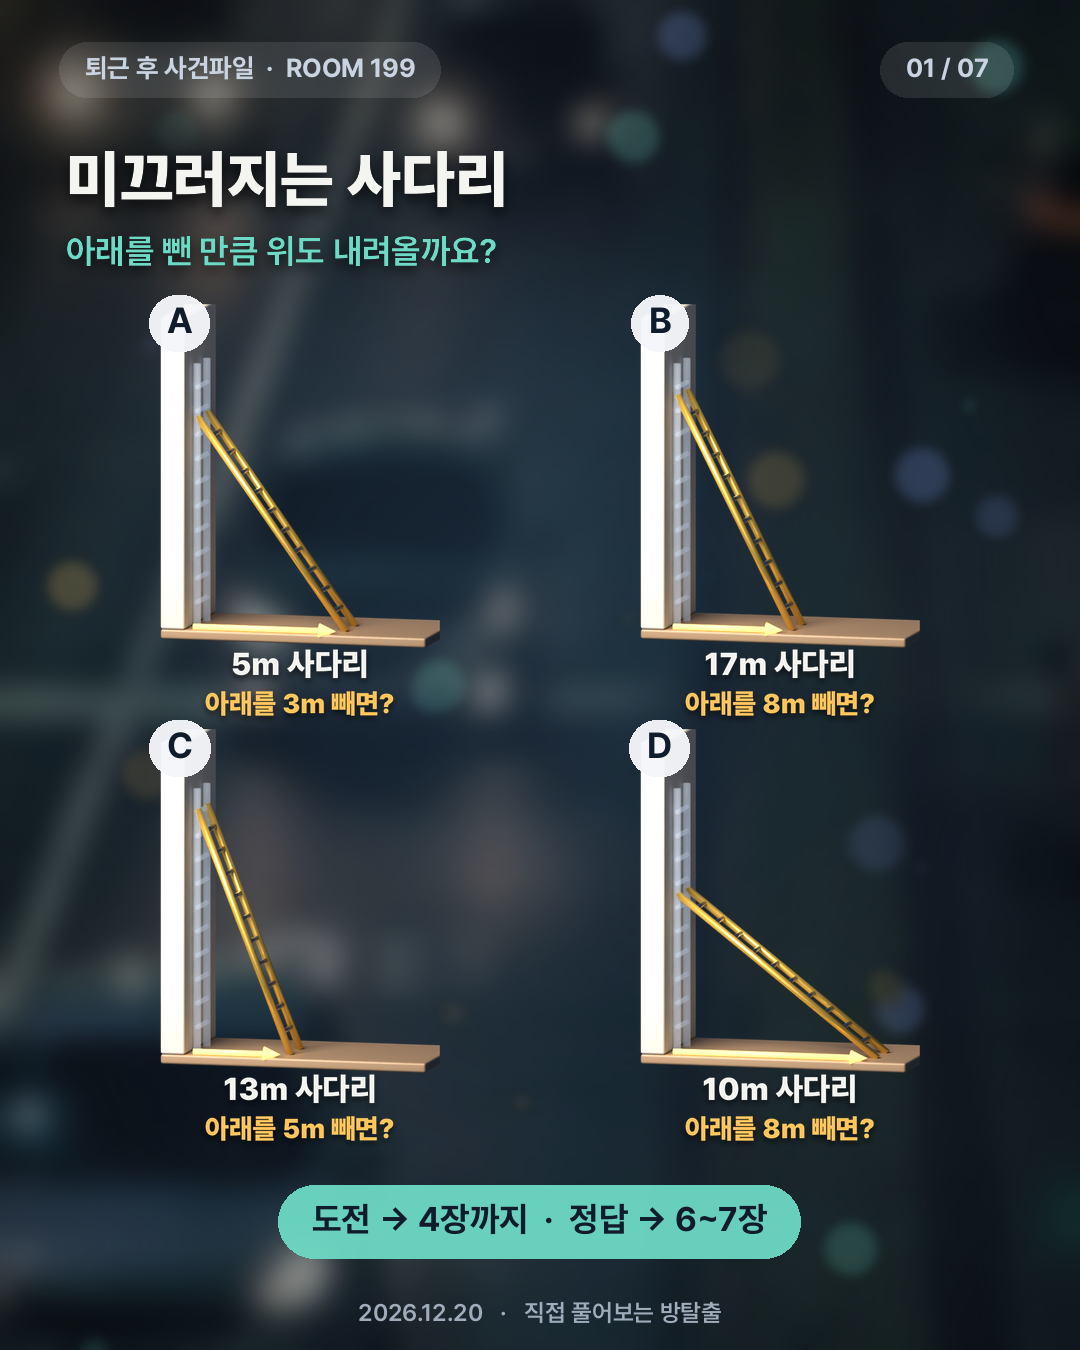 퇴근 후 사건파일 · ROOM 199
01 / 07
미끄러지는 사다리
아래를 뺀 만큼 위도 내려올까요?
A
B
5m 사다리
아래를 3m 빼면?
17m 사다리
아래를 8m 빼면?
C
D
13m 사다리
아래를 5m 빼면?
10m 사다리
아래를 8m 빼면?
도전 → 4장까지 · 정답 → 6~7장
2026.12.20 · 직접 풀어보는 방탈출